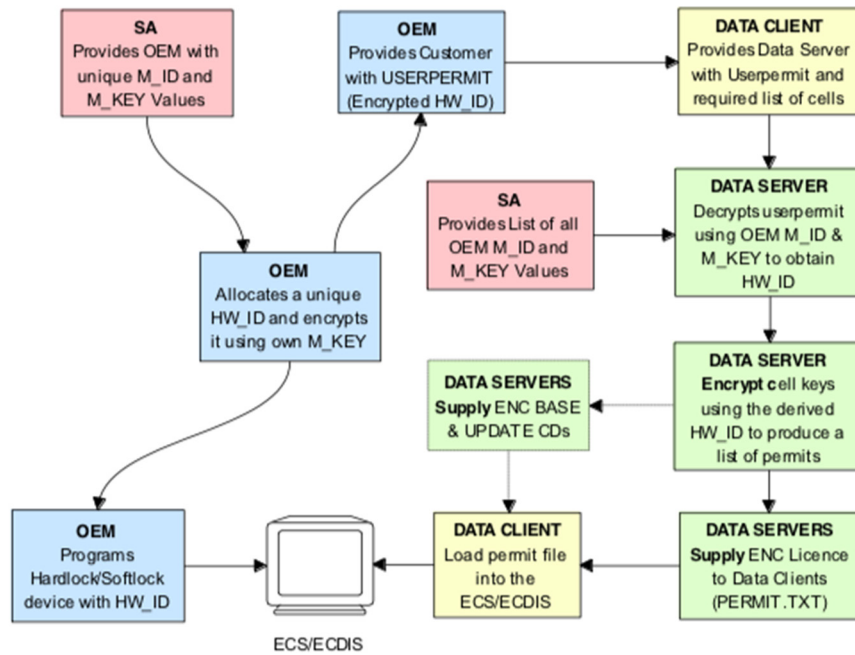 SA
Provides OEM with
unique M_ID and
M_KEY Values
OEM
Provides Customer
with USERPERMIT
(Encrypted HW_ID)
DATA CLIENT
Provides Data Server
with Userpermit and
required list of cells
SA
Provides List of all
OEM M_ID and
M_KEY Values
DATA SERVER
Decrypts userpermit
using OEM M_ID &
M_KEY to obtain
HW_ID
OEM
Allocates a unique
HW_ID and encrypts
it using own M_KEY
DATA SERVERS
Supply ENC BASE
& UPDATE CDs
DATA SERVER
Encrypt cell keys
using the derived
HW_ID to produce a
list of permits
OEM
Programs
Hardlock/Softlock
device with HW_ID
ECS/ECDIS
DATA CLIENT
Load permit file
into the
ECS/ECDIS
DATA SERVERS
Supply ENC Licence
to Data Clients
(PERMIT.TXT)